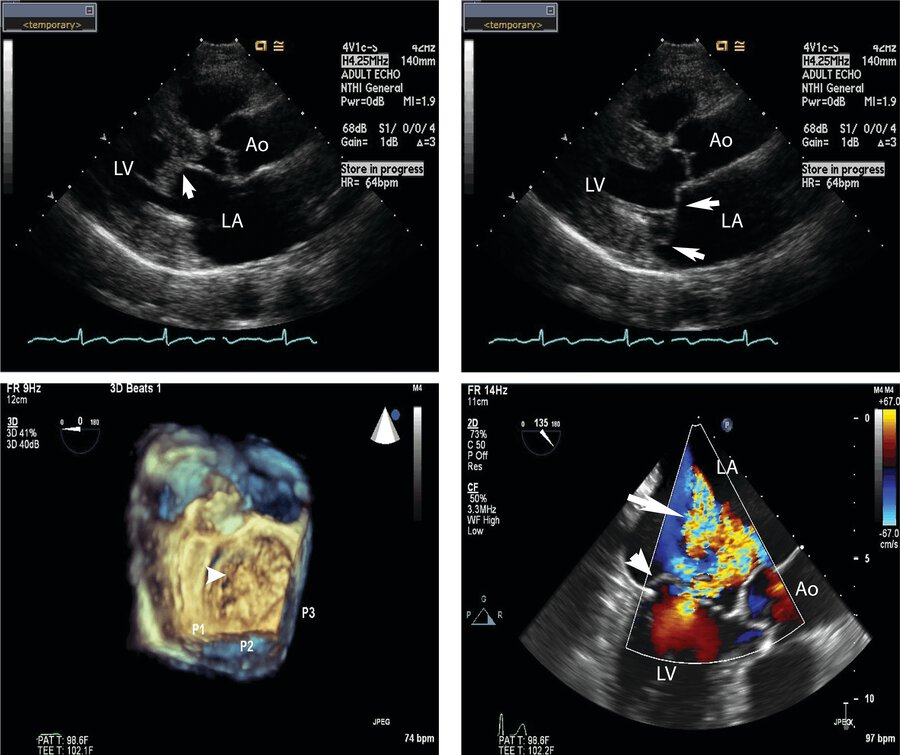 <temporary>
4V1c-S 42Hz
H4.25MHz 140mm
ADULT ECHO
NTHI General
Pwr=0dB MI=1.9
68dB S1/ 0/0/4
Gain= 1dB Δ=3
Store in progress
HR= 64bpm
Ao
LV
LA
<temporary>
4V1c-S 42Hz
H4.25MHz 140mm
ADULT ECHO
NTHI General
Pwr=0dB MI=1.9
68dB S1/ 0/0/4
Gain= 1dB Δ=3
Store in progress
HR= 64bpm
Ao
LV
LA
FR 9Hz
12cm
3D Beats 1
M4
3D
3D 41%
3D 40dB
0 0 180
P3
P1
P2
JPEG
PAT T: 98.6F
TEE T: 102.1F
74 bpm
FR 14Hz
11cm
M4 M4
+67.0
2D
73%
C 50
P Off
Res
0 135 180
P
0
CF
50%
3.3MHz
WF High
Low
LA
-67.0
cm/s
5
G
P R
Ao
LV
10
JPEG
PAT T: 98.6F
TEE T: 102.2F
97 bpm